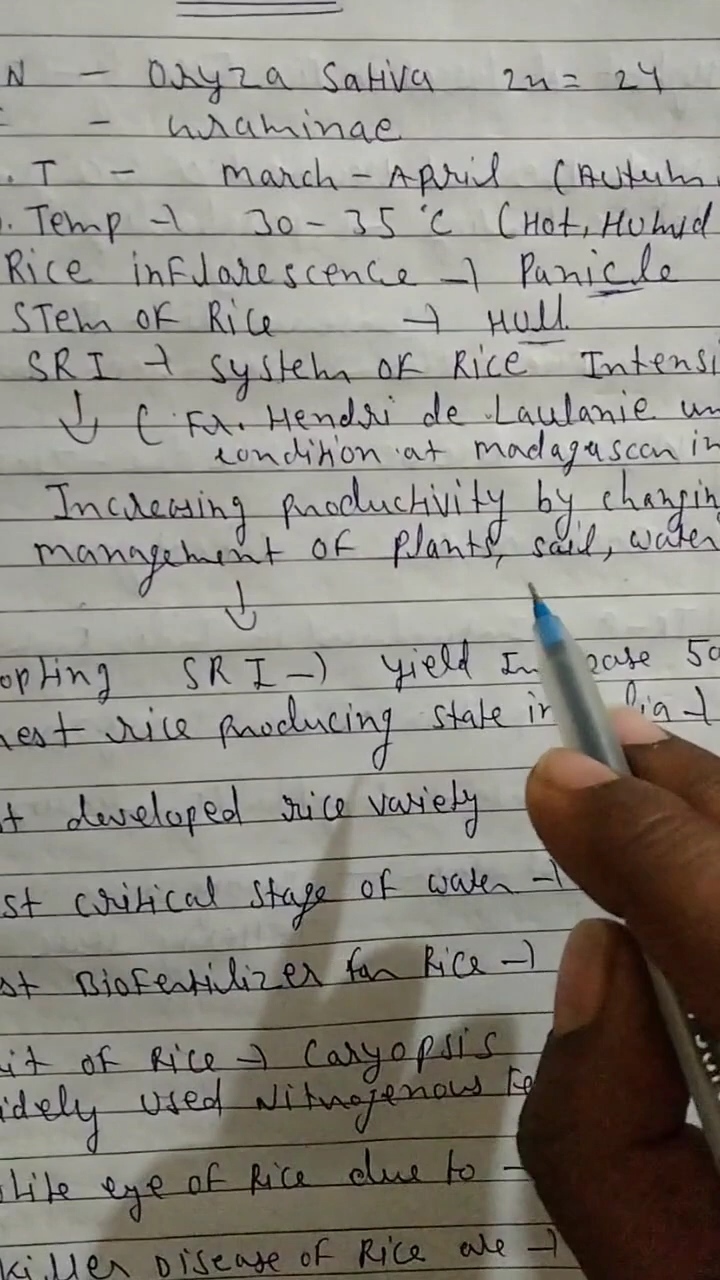 N - Oryza Sativa 2n = 24
- Graminae
. T - March - April (Autum
. Temp → 30 - 35 °C (Hot, Humid
Rice inflorescence → Panicle
Stem of Rice → Hull
SRI → System of Rice Intensi
↓ ( Fr. Hendri de Laulanie un
condition at madagascar in
Increasing productivity by changin
management of plants, soil, water
↓
opting SRI → yield In ease 50
hest rice producing state in dia →
t developed rice variety
st critical stage of water →
st Biofertilizer for Rice →
it of Rice → Caryopsis
idely used Nitrogenous Fe
lite eye of Rice due to -
killer Disease of Rice are →